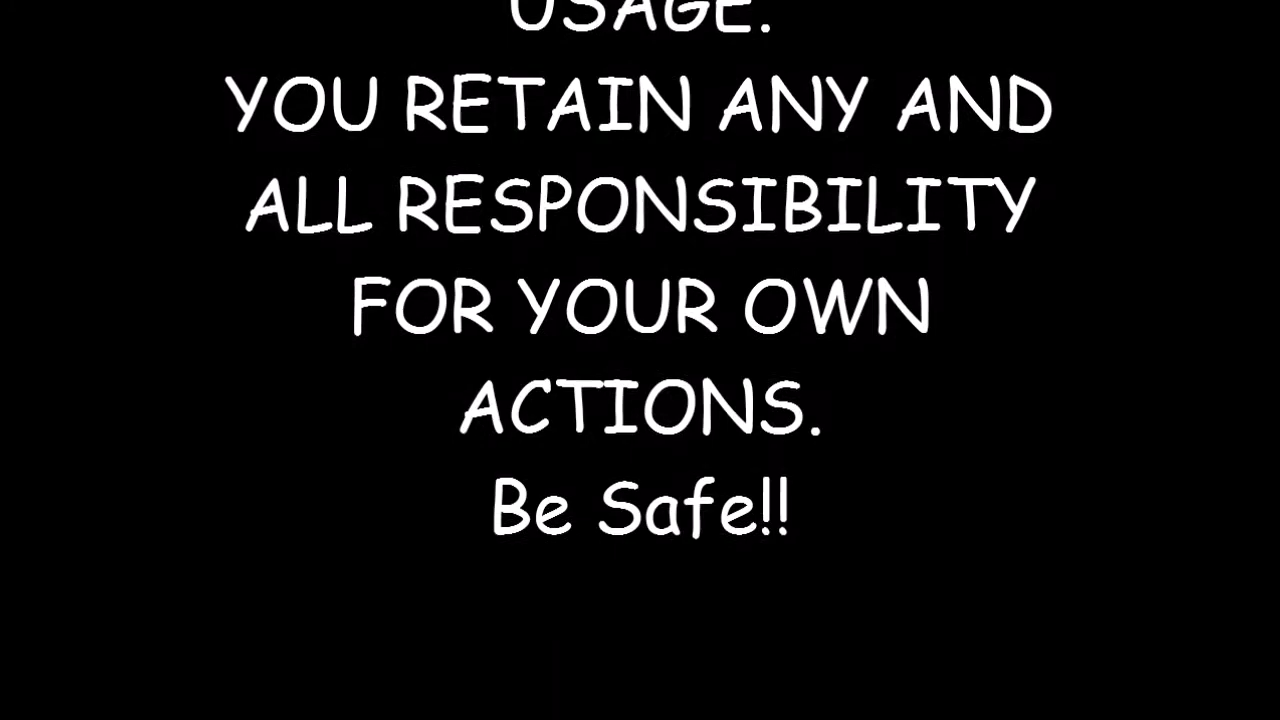 USAGE.
YOU RETAIN ANY AND
ALL RESPONSIBILITY
FOR YOUR OWN
ACTIONS.
Be Safe!!